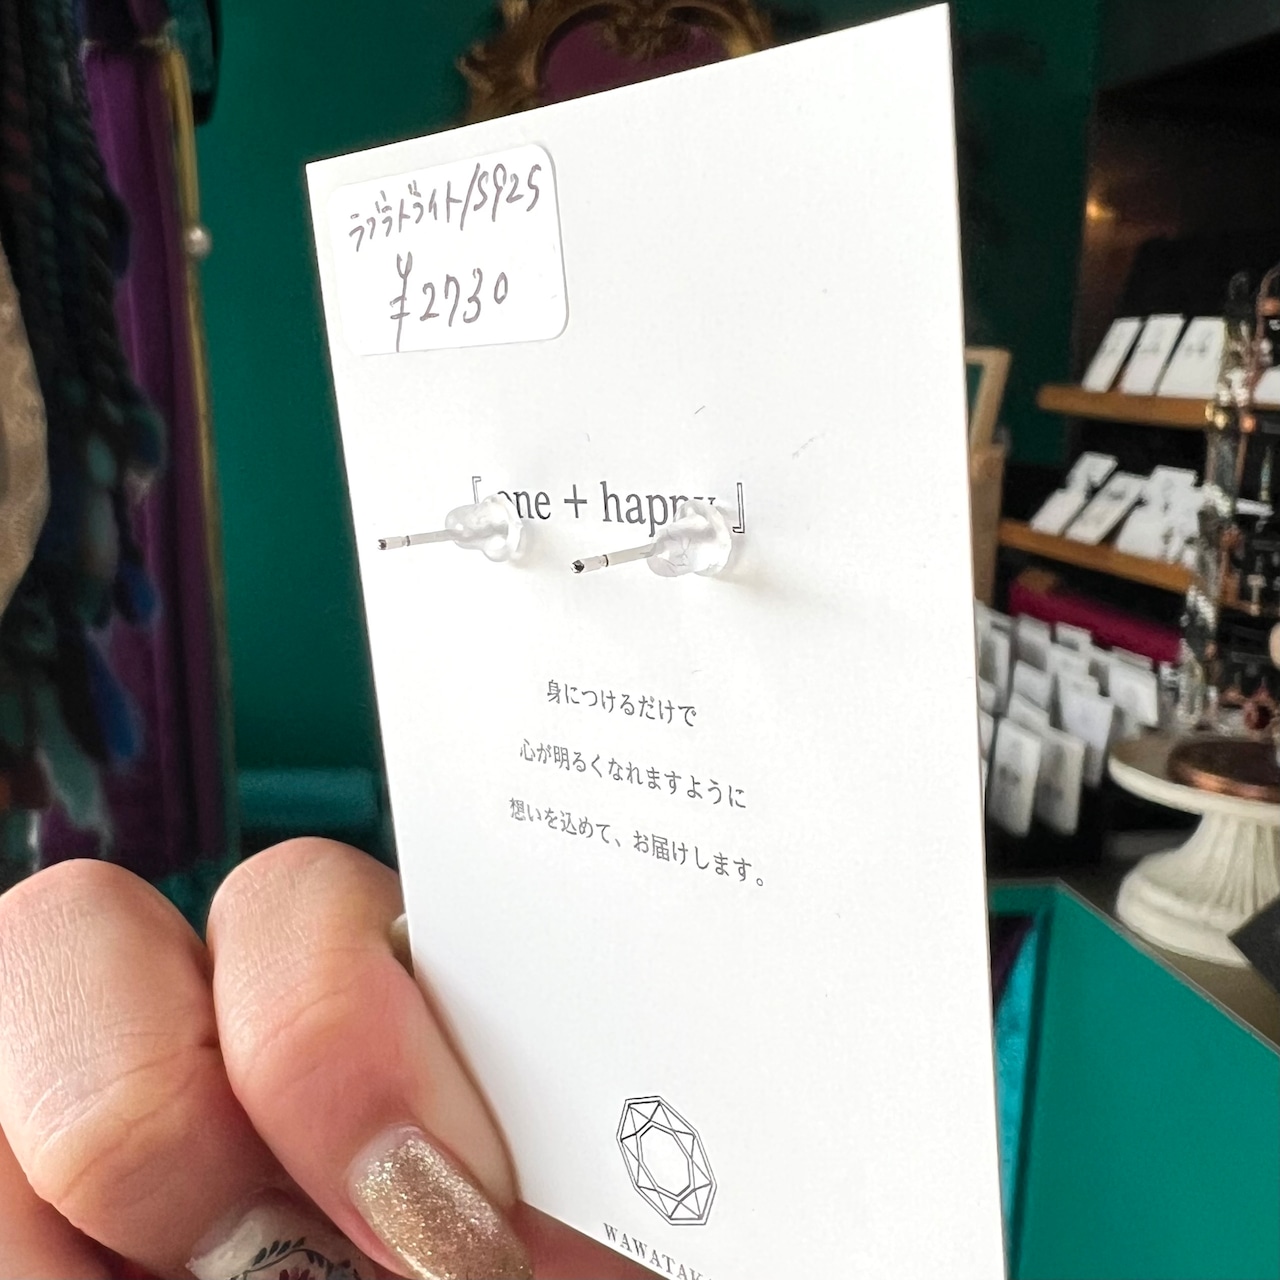 ラブラドライト/S925
¥2730
『one + happy』
身につけるだけで
心が明るくなれますように
想いを込めて、お届けします。